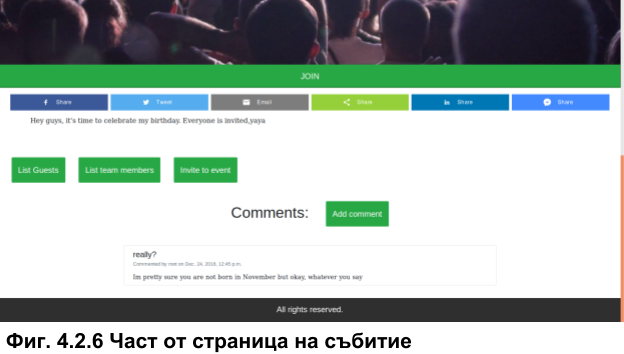 JOIN
Share Tweet Email Share Share Share
Hey guys, it's time to celebrate my birthday. Everyone is invited,yaya
List Guests List team members Invite to event
Comments: Add comment
really?
Commented by root on Dec. 24, 2018, 12:45 p.m.
Im pretty sure you are not born in November but okay, whatever you say
All rights reserved.
Фиг. 4.2.6 Част от страница на събитие